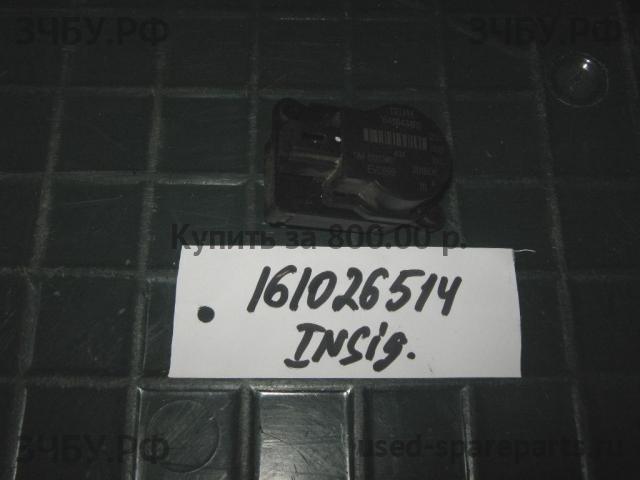 ЗЧБУ.РФ
ЗЧБУ.РФ
Купить за 800.00 р.
161026514
INSig.
ЗЧБУ.РФ
used-spareparts.ru